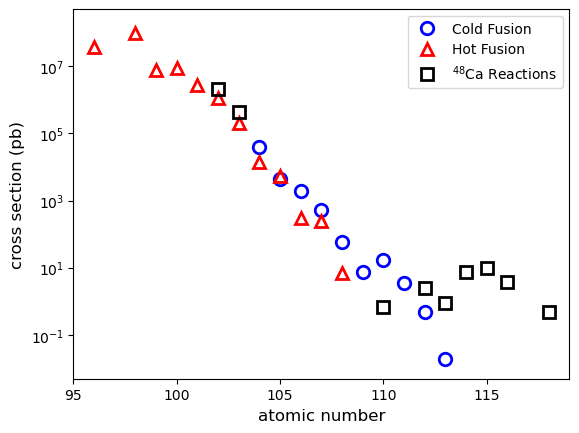 Cold Fusion
Hot Fusion
⁴⁸Ca Reactions
cross section (pb)
10⁷
10⁵
10³
10¹
10⁻¹
95 100 105 110 115
atomic number